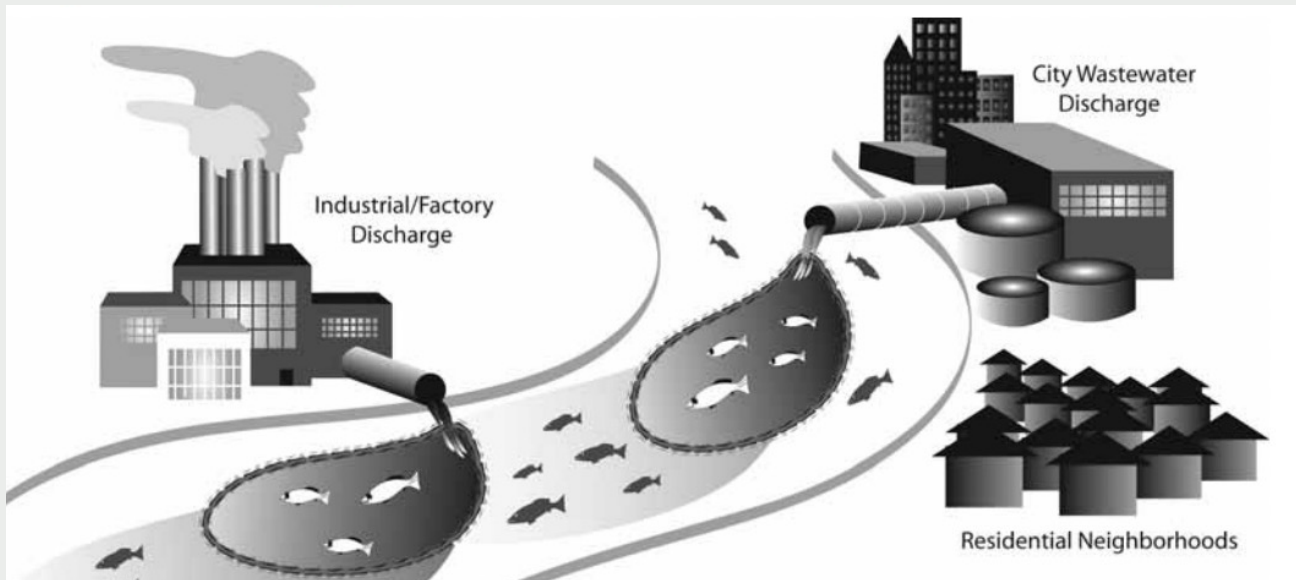 Industrial/Factory
Discharge
City Wastewater
Discharge
Residential Neighborhoods